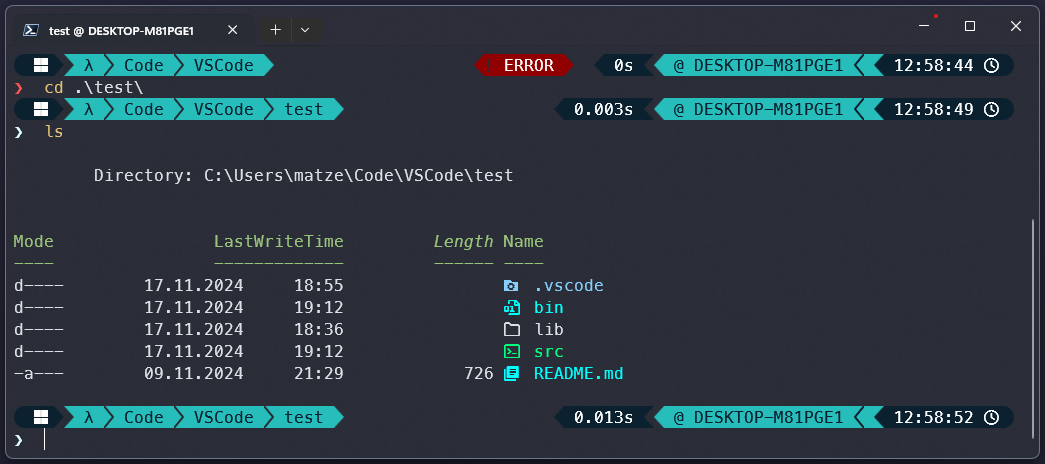 test @ DESKTOP-M81PGE1
λ Code VSCode ERROR 0s @ DESKTOP-M81PGE1 12:58:44
❯ cd .\test\
λ Code VSCode test 0.003s @ DESKTOP-M81PGE1 12:58:49
❯ ls
Directory: C:\Users\matze\Code\VSCode\test
Mode LastWriteTime Length Name
---- ------------- ------ ----
d---- 17.11.2024 18:55 .vscode
d---- 17.11.2024 19:12 bin
d---- 17.11.2024 18:36 lib
d---- 17.11.2024 19:12 src
-a--- 09.11.2024 21:29 726 README.md
λ Code VSCode test 0.013s @ DESKTOP-M81PGE1 12:58:52
❯